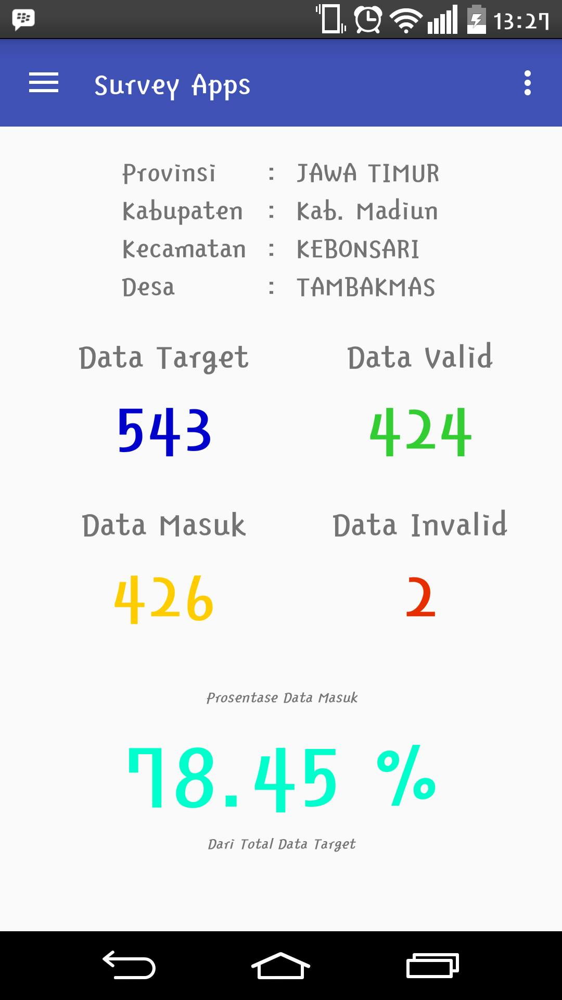 13:27
Survey Apps
Provinsi : JAWA TIMUR
Kabupaten : Kab. Madiun
Kecamatan : KEBONSARI
Desa : TAMBAKMAS
Data Target Data Valid
543 424
Data Masuk Data Invalid
426 2
Prosentase Data Masuk
78.45 %
Dari Total Data Target